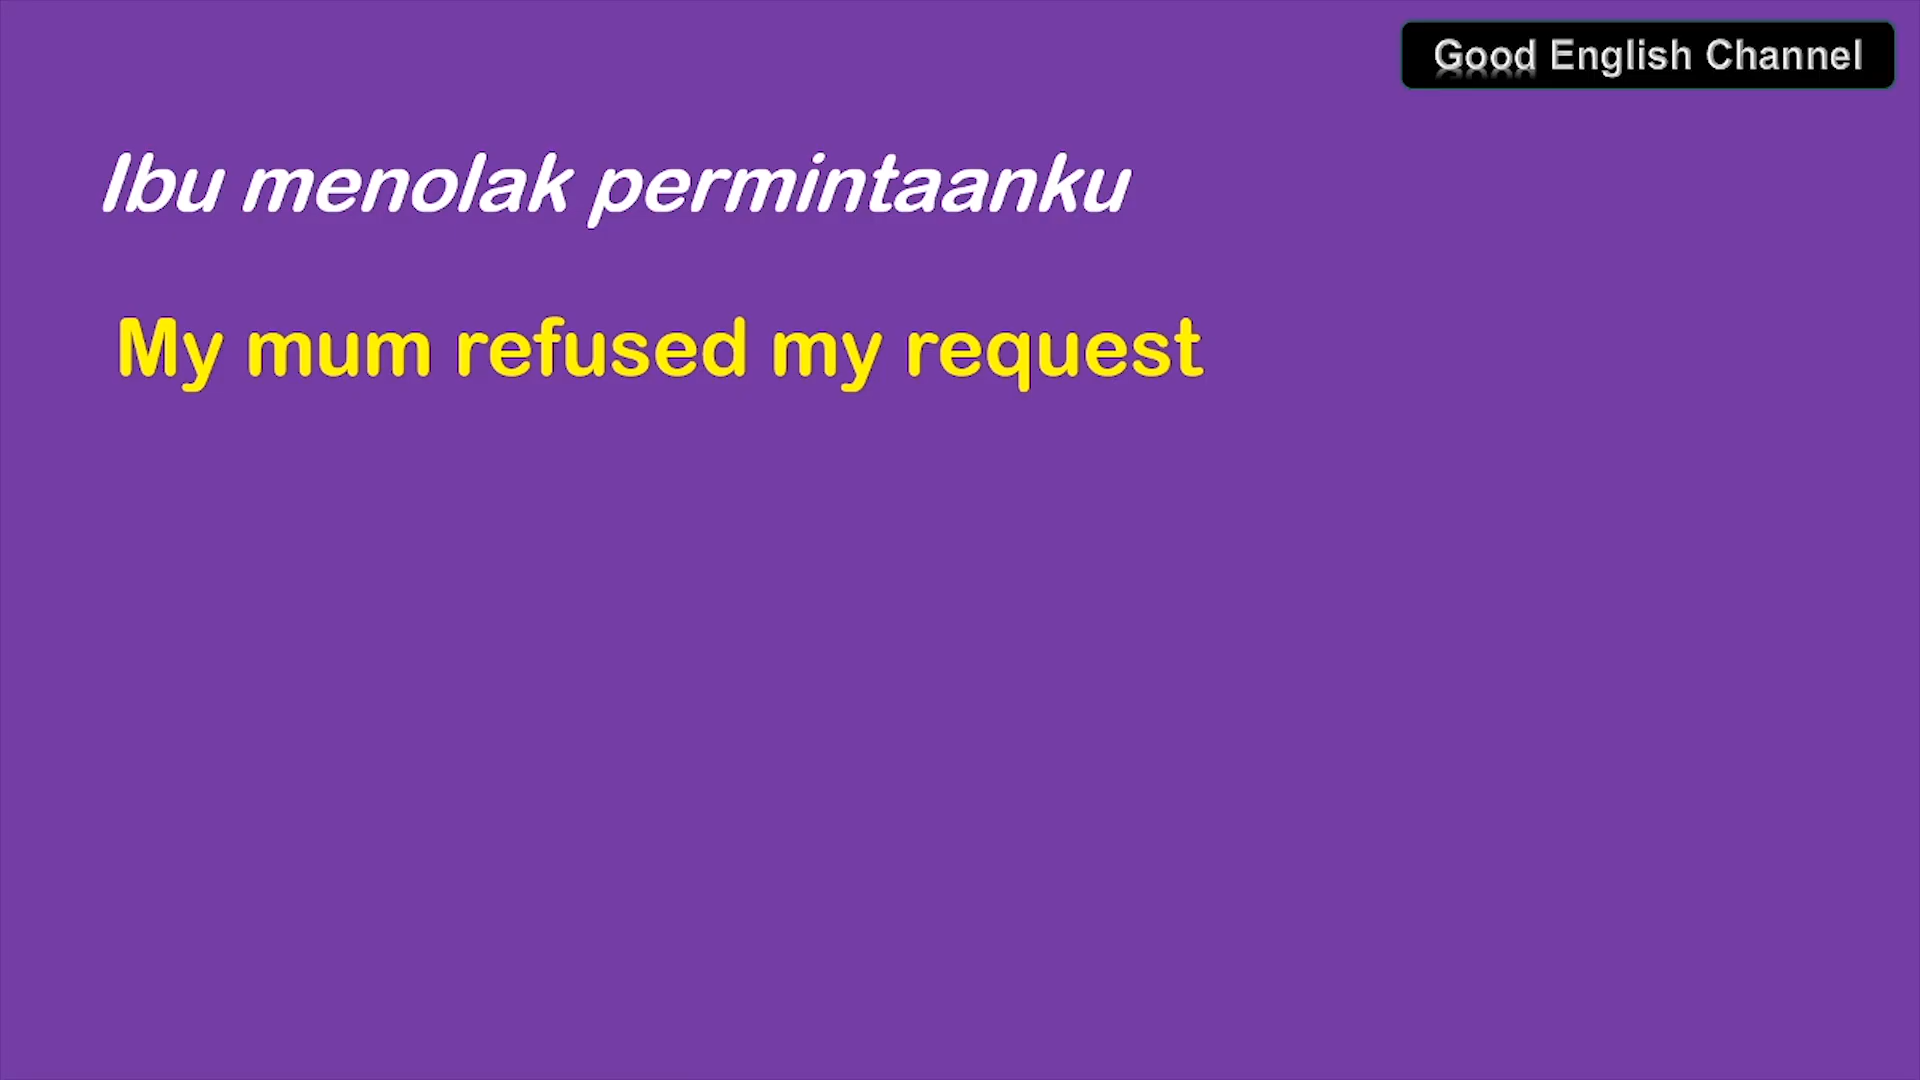 Good English Channel
Ibu menolak permintaanku
My mum refused my request